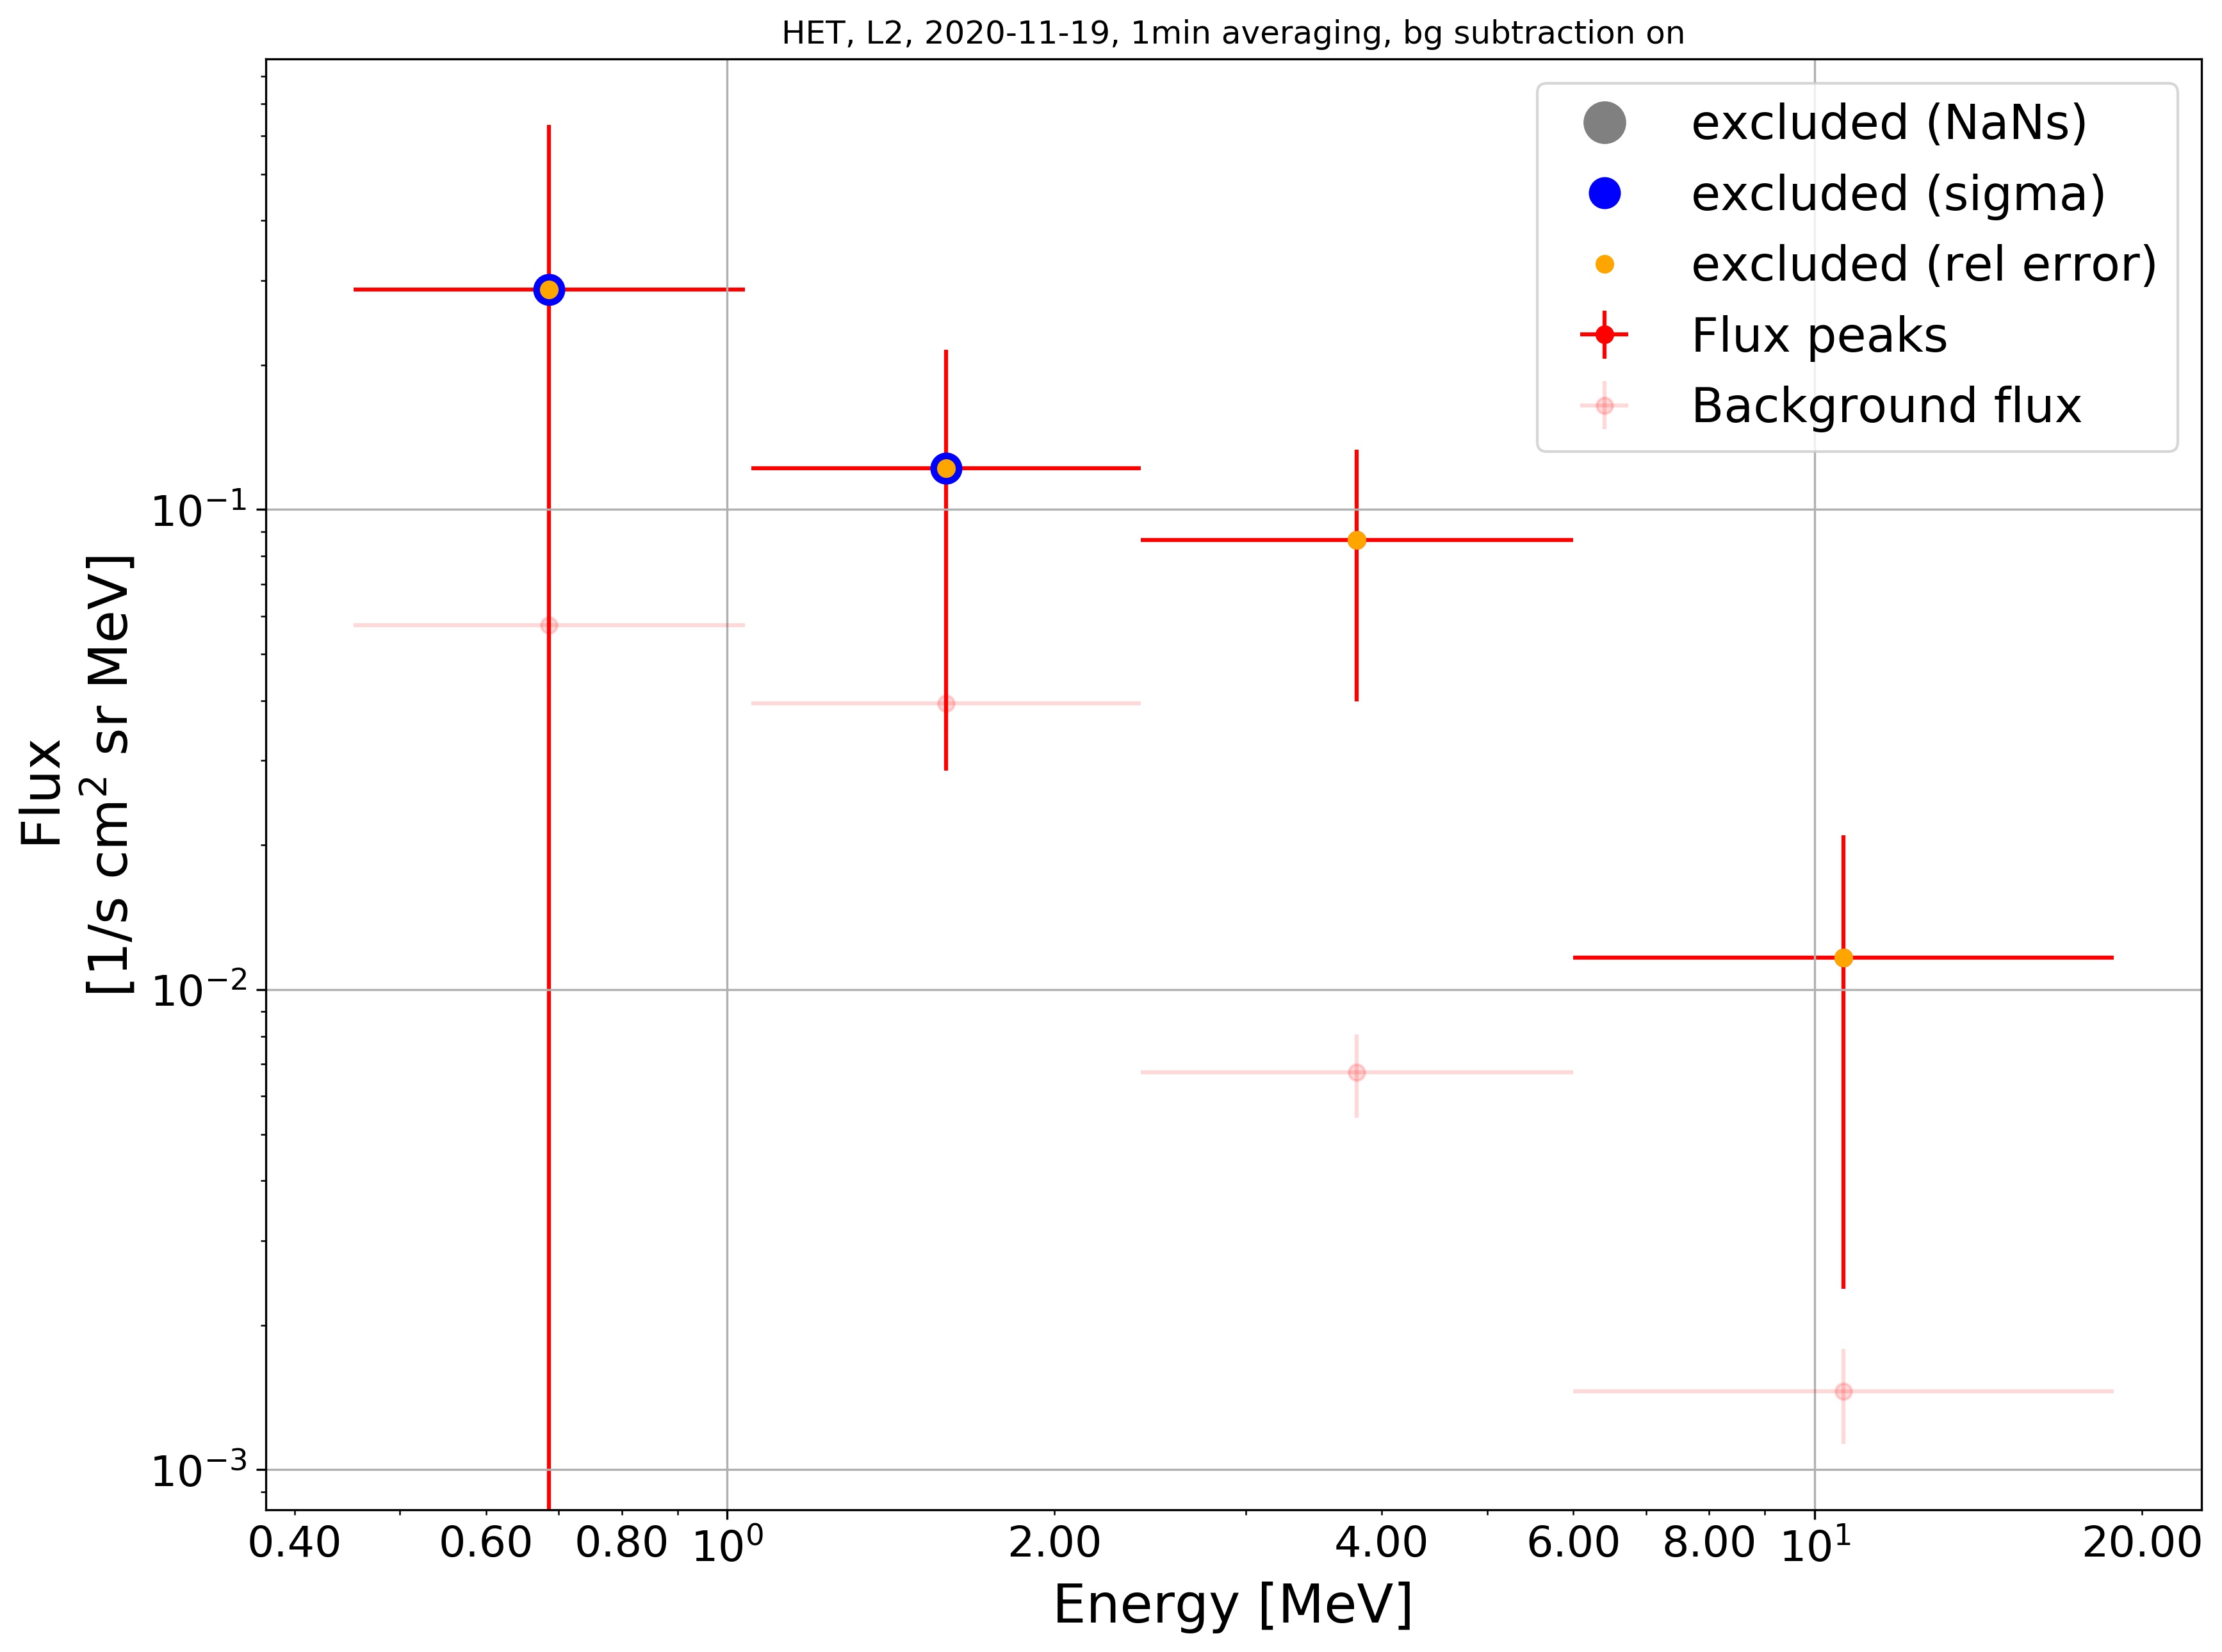 HET, L2, 2020-11-19, 1min averaging, bg subtraction on
excluded (NaNs)
excluded (sigma)
excluded (rel error)
Flux peaks
Background flux
Flux
[1/s cm² sr MeV]
10⁻¹
10⁻²
10⁻³
0.40 0.60 0.80 10⁰ 2.00 4.00 6.00 8.00 10¹ 20.00
Energy [MeV]